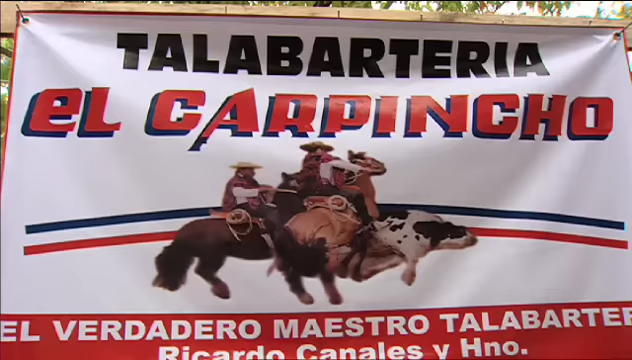 TALABARTERIA
EL CARPINCHO
EL VERDADERO MAESTRO TALABARTER
Ricardo Canales y Hno.